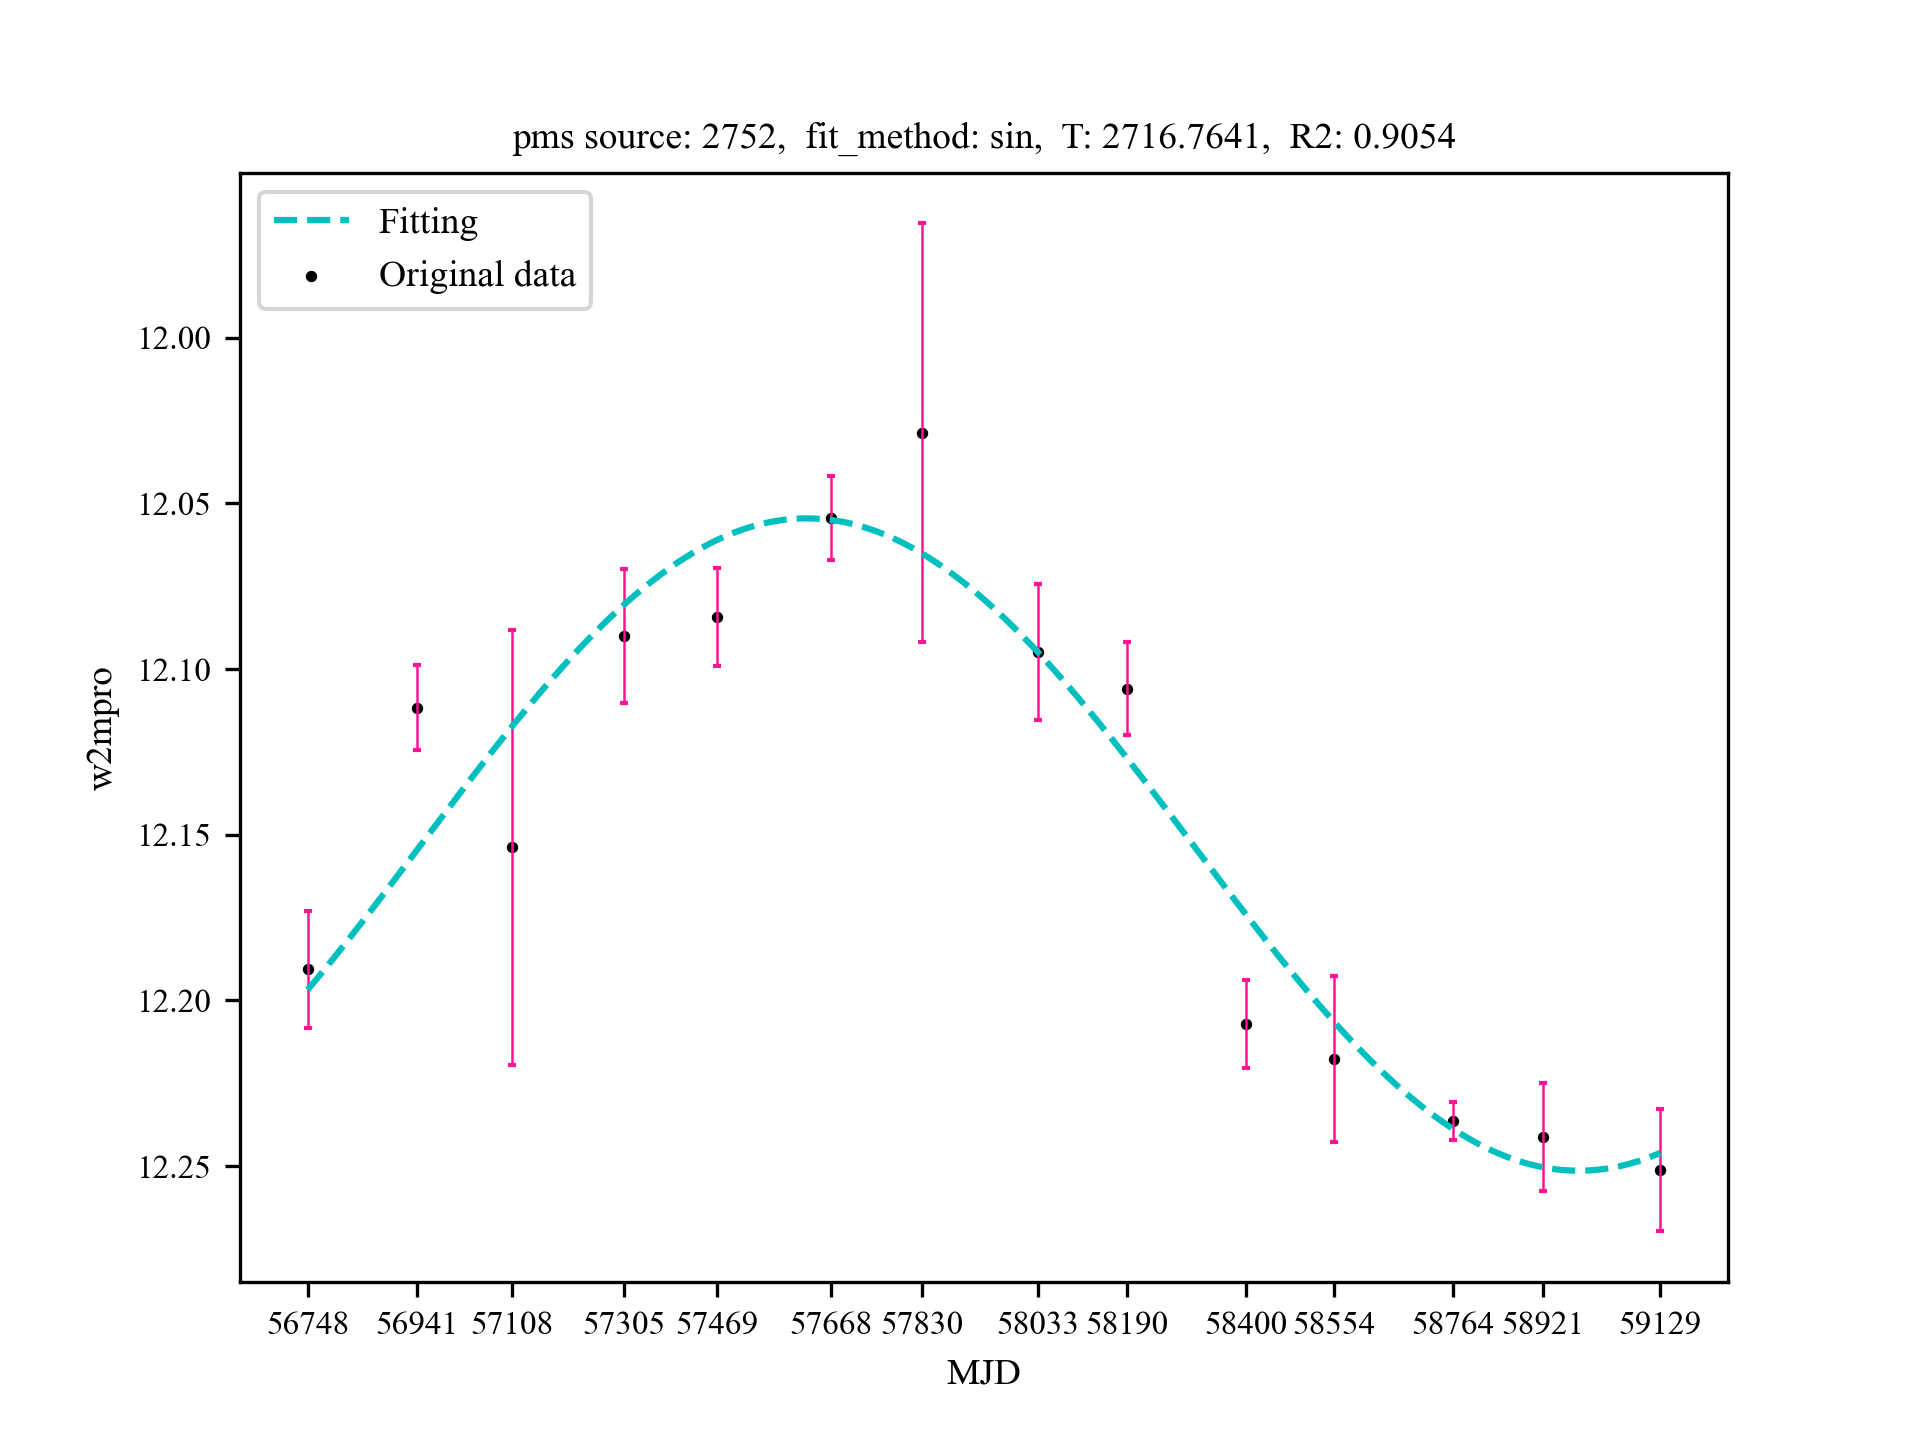 pms source: 2752, fit_method: sin, T: 2716.7641, R2: 0.9054
Fitting
Original data
12.00
12.05
12.10
12.15
12.20
12.25
w2mpro
56748 56941 57108 57305 57469 57668 57830 58033 58190 58400 58554 58764 58921 59129
MJD